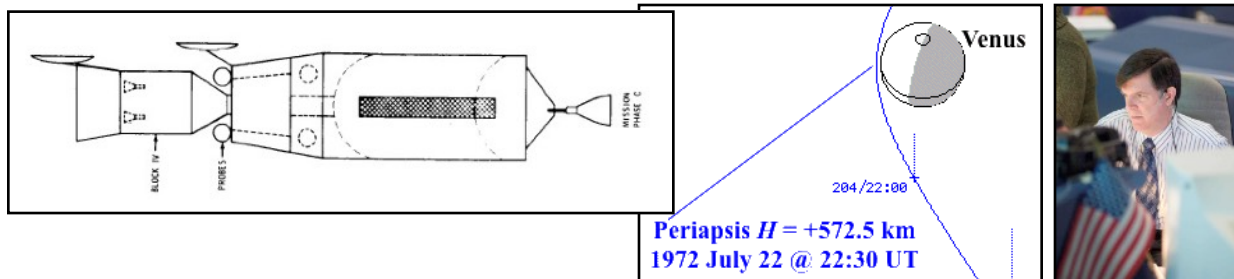 BLOCK IV
PROBES
MISSION
PHASE C
Venus
204/22:00
Periapsis H = +572.5 km
1972 July 22 @ 22:30 UT